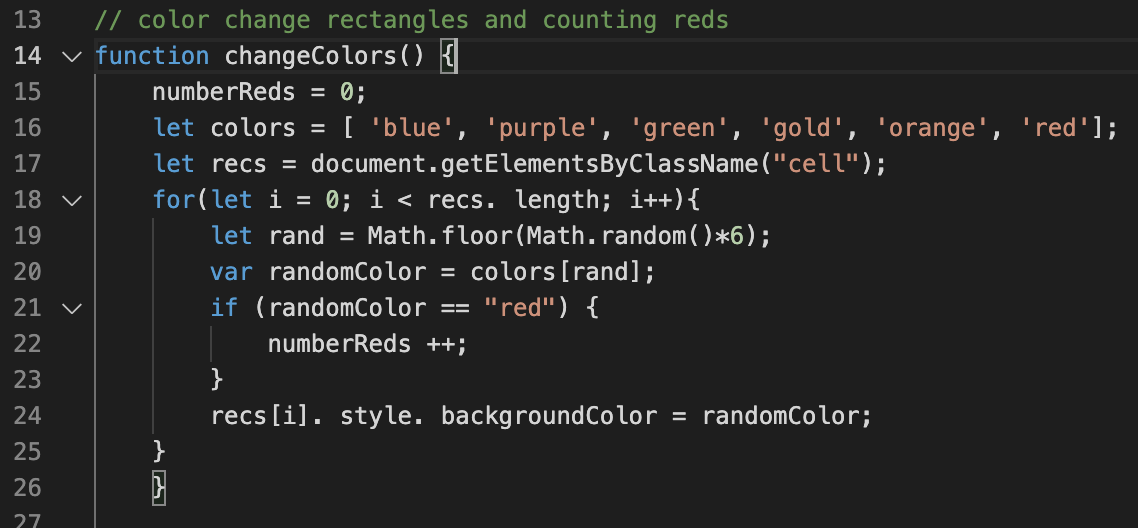 13 // color change rectangles and counting reds
14 function changeColors() {
15 numberReds = 0;
16 let colors = [ 'blue', 'purple', 'green', 'gold', 'orange', 'red'];
17 let recs = document.getElementsByClassName("cell");
18 for(let i = 0; i < recs. length; i++){
19 let rand = Math.floor(Math.random()*6);
20 var randomColor = colors[rand];
21 if (randomColor == "red") {
22 numberReds ++;
23 }
24 recs[i]. style. backgroundColor = randomColor;
25 }
26 }
27